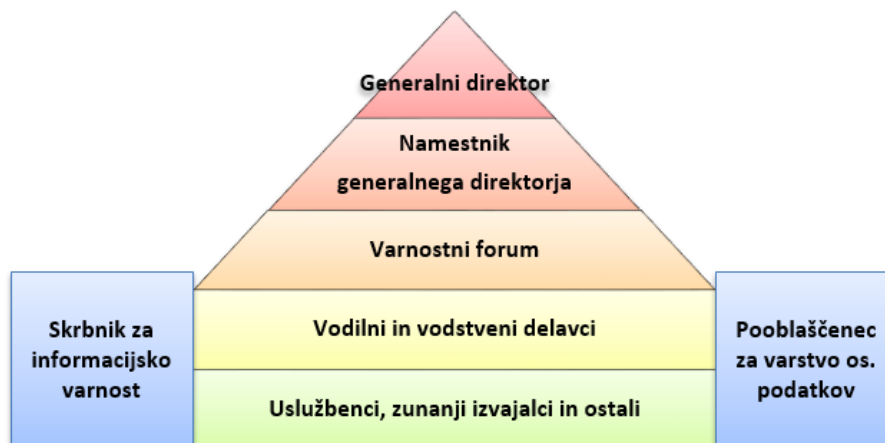 Generalni direktor
Namestnik
generalnega direktorja
Varnostni forum
Skrbnik za
informacijsko
varnost
Vodilni in vodstveni delavci
Uslužbenci, zunanji izvajalci in ostali
Pooblaščenec
za varstvo os.
podatkov